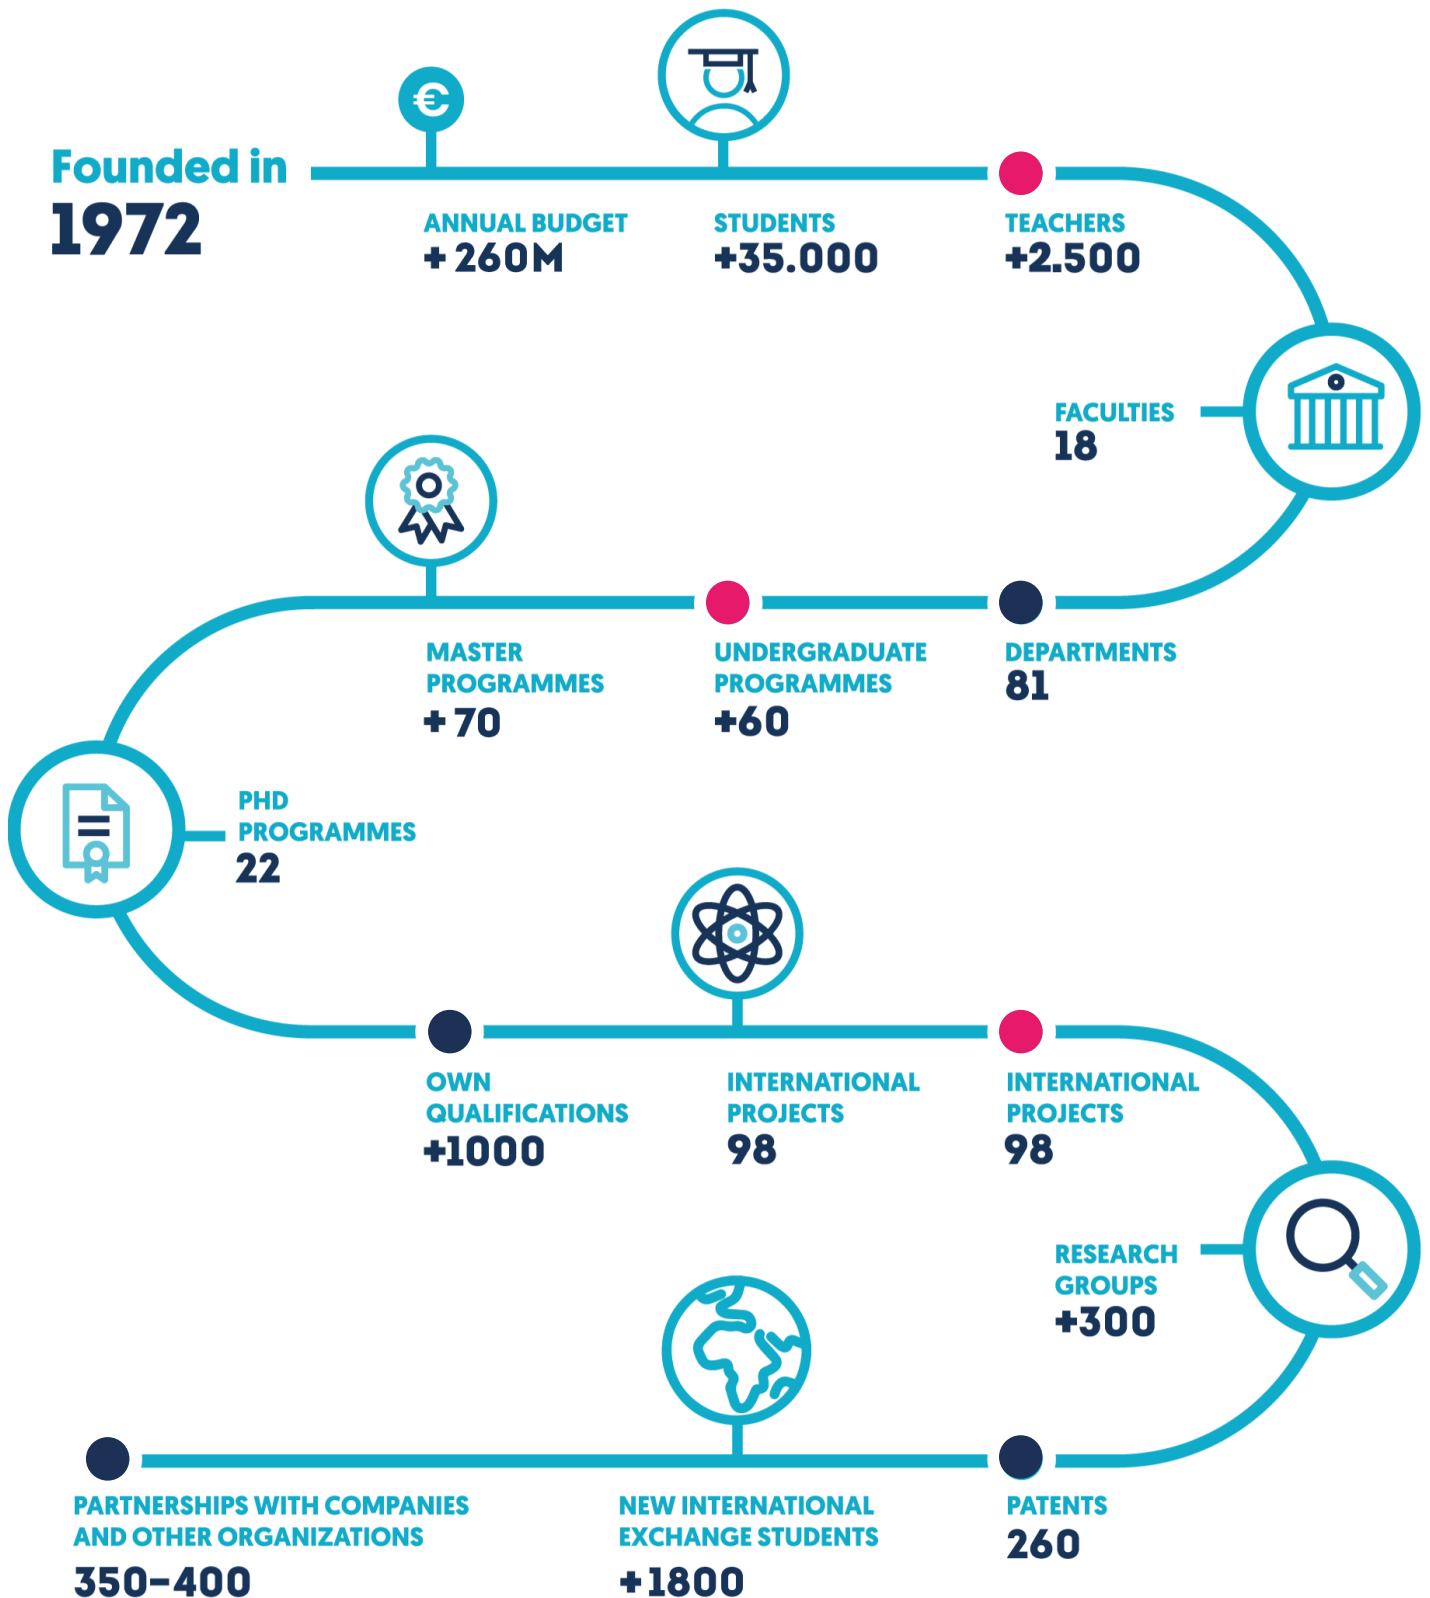 Founded in
1972
€
ANNUAL BUDGET
+ 260M
STUDENTS
+35.000
TEACHERS
+2.500
FACULTIES
18
MASTER
PROGRAMMES
+ 70
UNDERGRADUATE
PROGRAMMES
+60
DEPARTMENTS
81
PHD
PROGRAMMES
22
OWN
QUALIFICATIONS
+1000
INTERNATIONAL
PROJECTS
98
INTERNATIONAL
PROJECTS
98
RESEARCH
GROUPS
+300
PARTNERSHIPS WITH COMPANIES
AND OTHER ORGANIZATIONS
350-400
NEW INTERNATIONAL
EXCHANGE STUDENTS
+1800
PATENTS
260